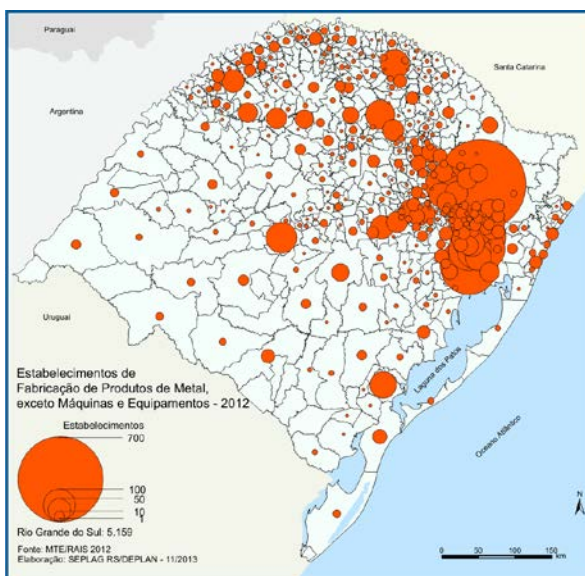 Paraguai
Santa Catarina
Argentina
Uruguai
Laguna dos Patos
Oceano Atlântico
Estabelecimentos de
Fabricação de Produtos de Metal,
exceto Máquinas e Equipamentos - 2012
Estabelecimentos
700
100
50
10
1
Rio Grande do Sul: 5.159
Fonte: MTE/RAIS 2012
Elaboração: SEPLAG RS/DEPLAN - 11/2013
N
0 50 100 150
km